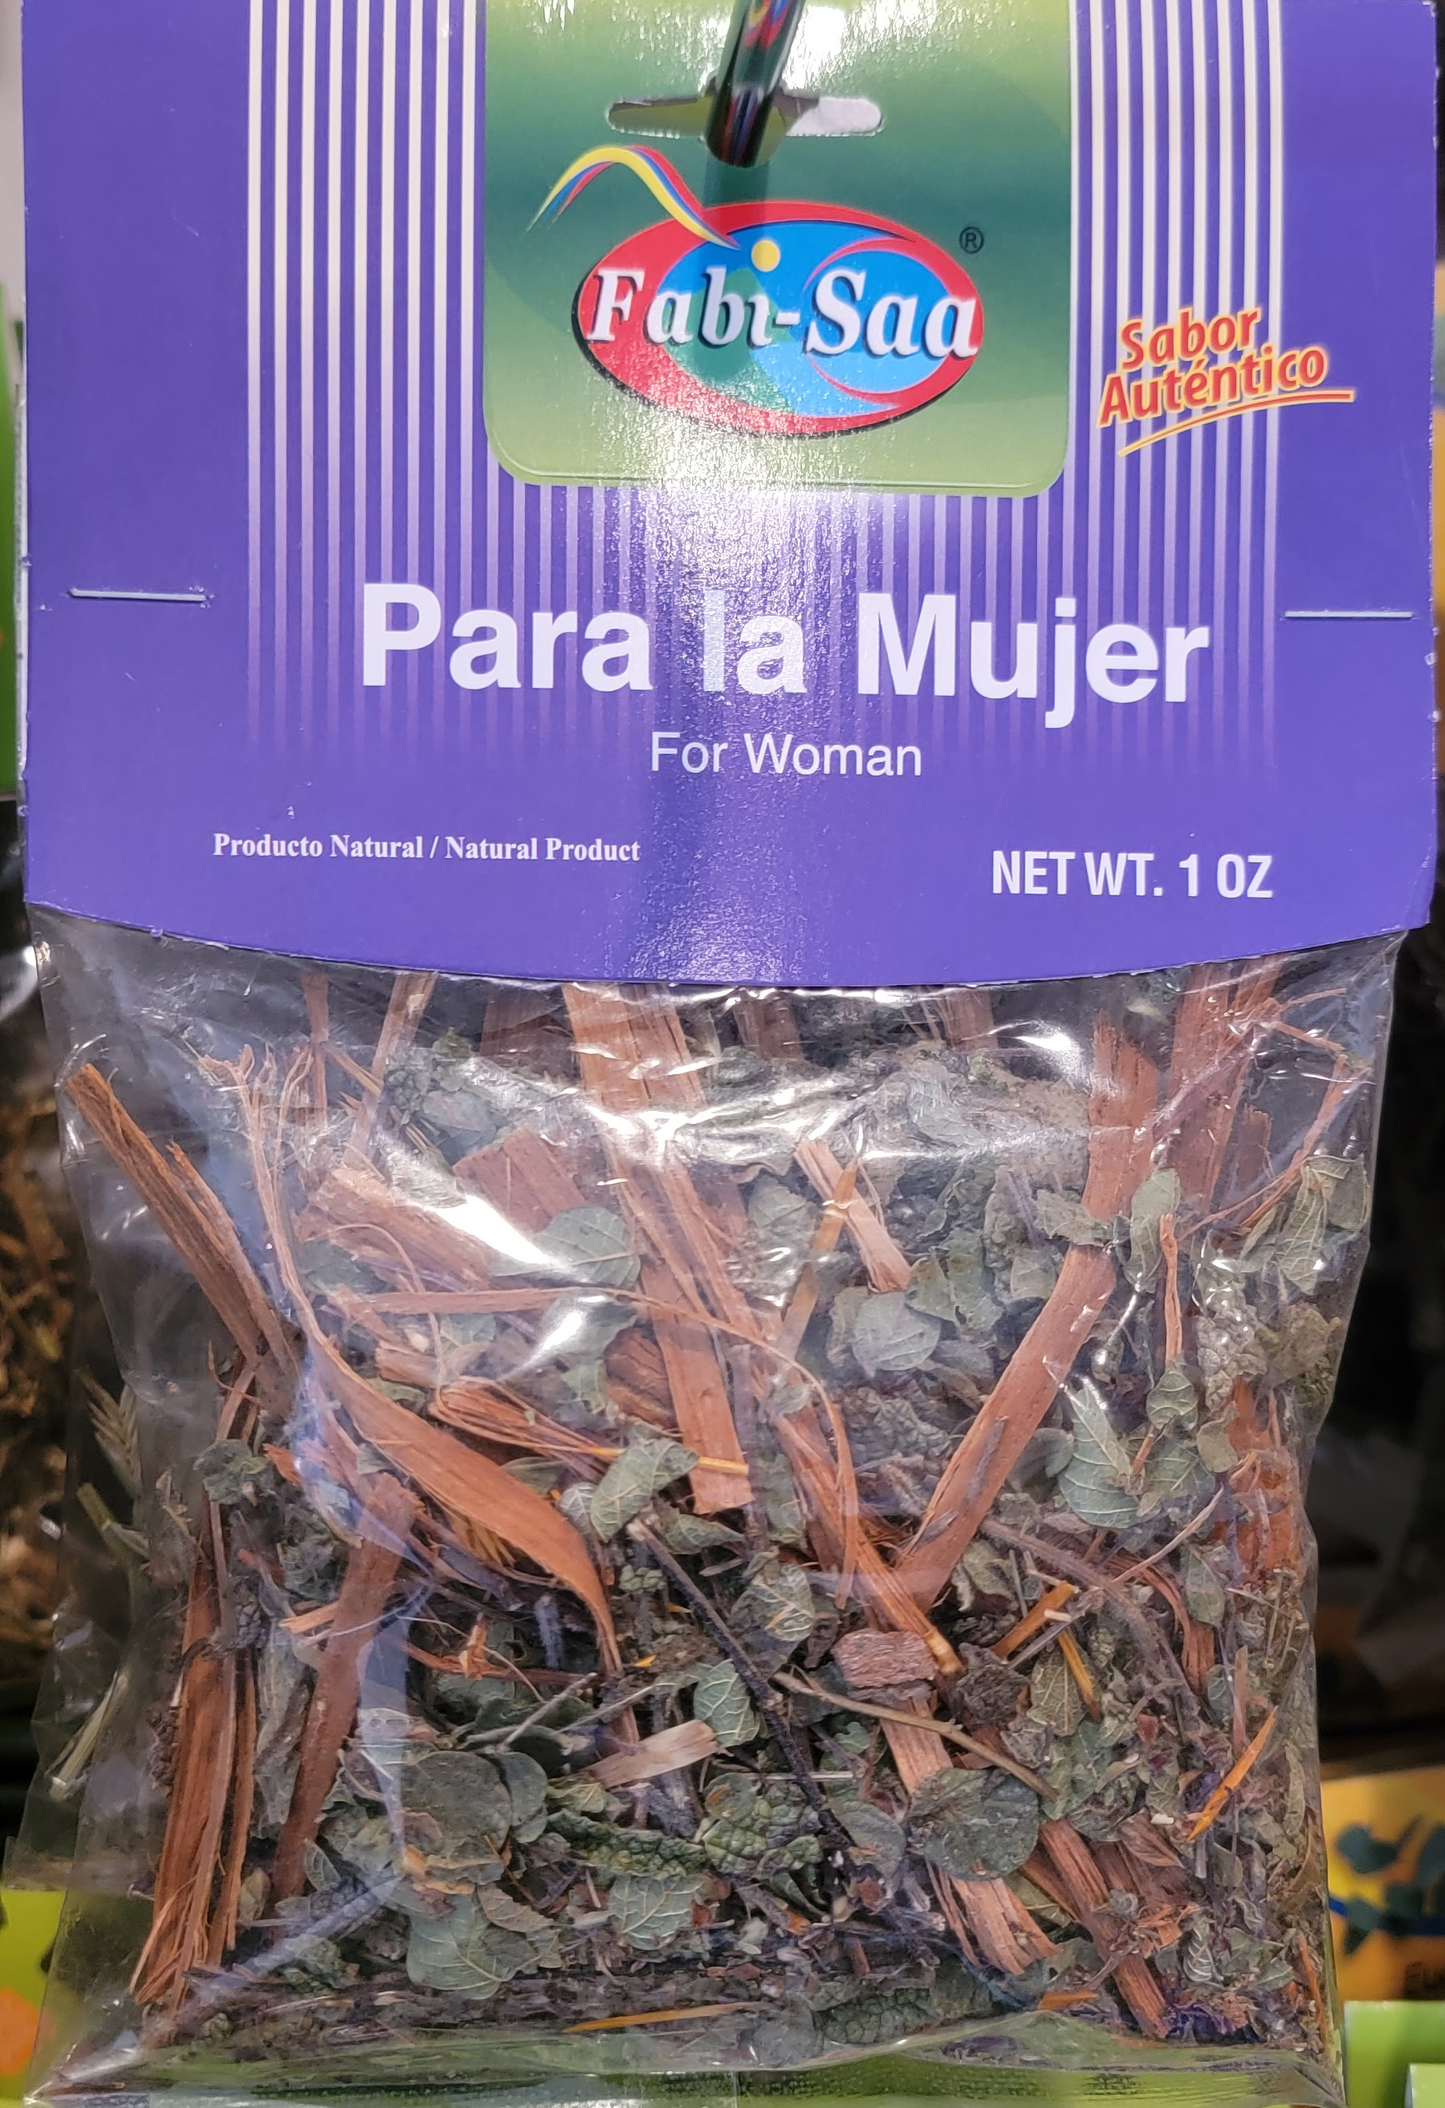 Fabi-Saa
®
Sabor
Auténtico
Para la Mujer
For Woman
Producto Natural / Natural Product
NET WT. 1 OZ